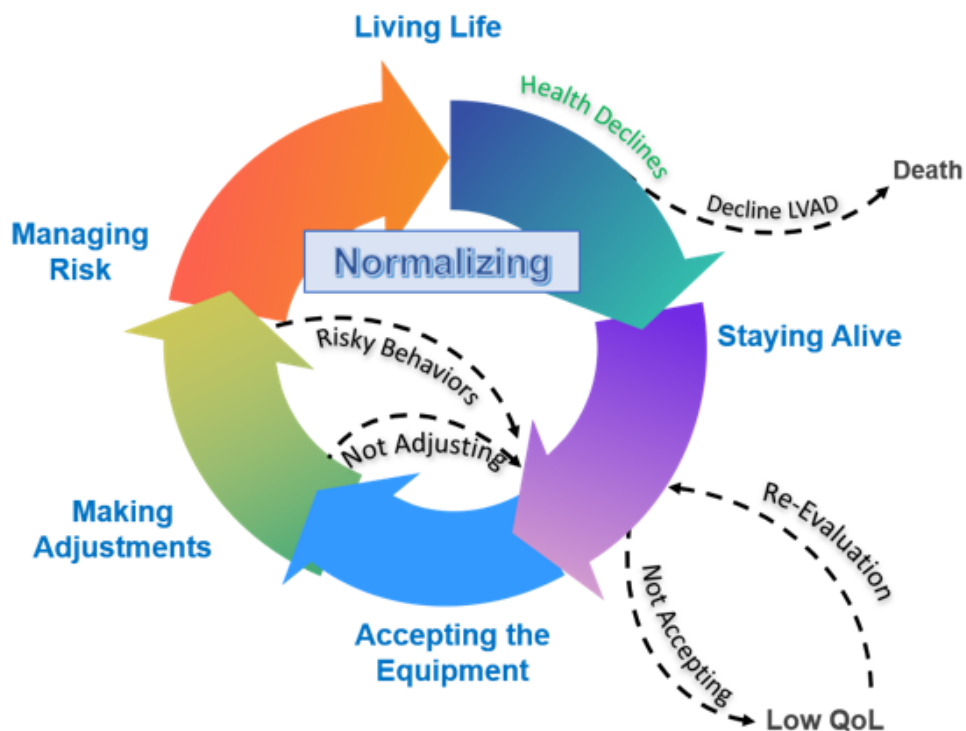 Living Life
Health Declines
Death
Decline LVAD
Managing
Risk
Normalizing
Staying Alive
Risky Behaviors
Not Adjusting
Making
Adjustments
Re-Evaluation
Not Accepting
Accepting the
Equipment
Low QoL